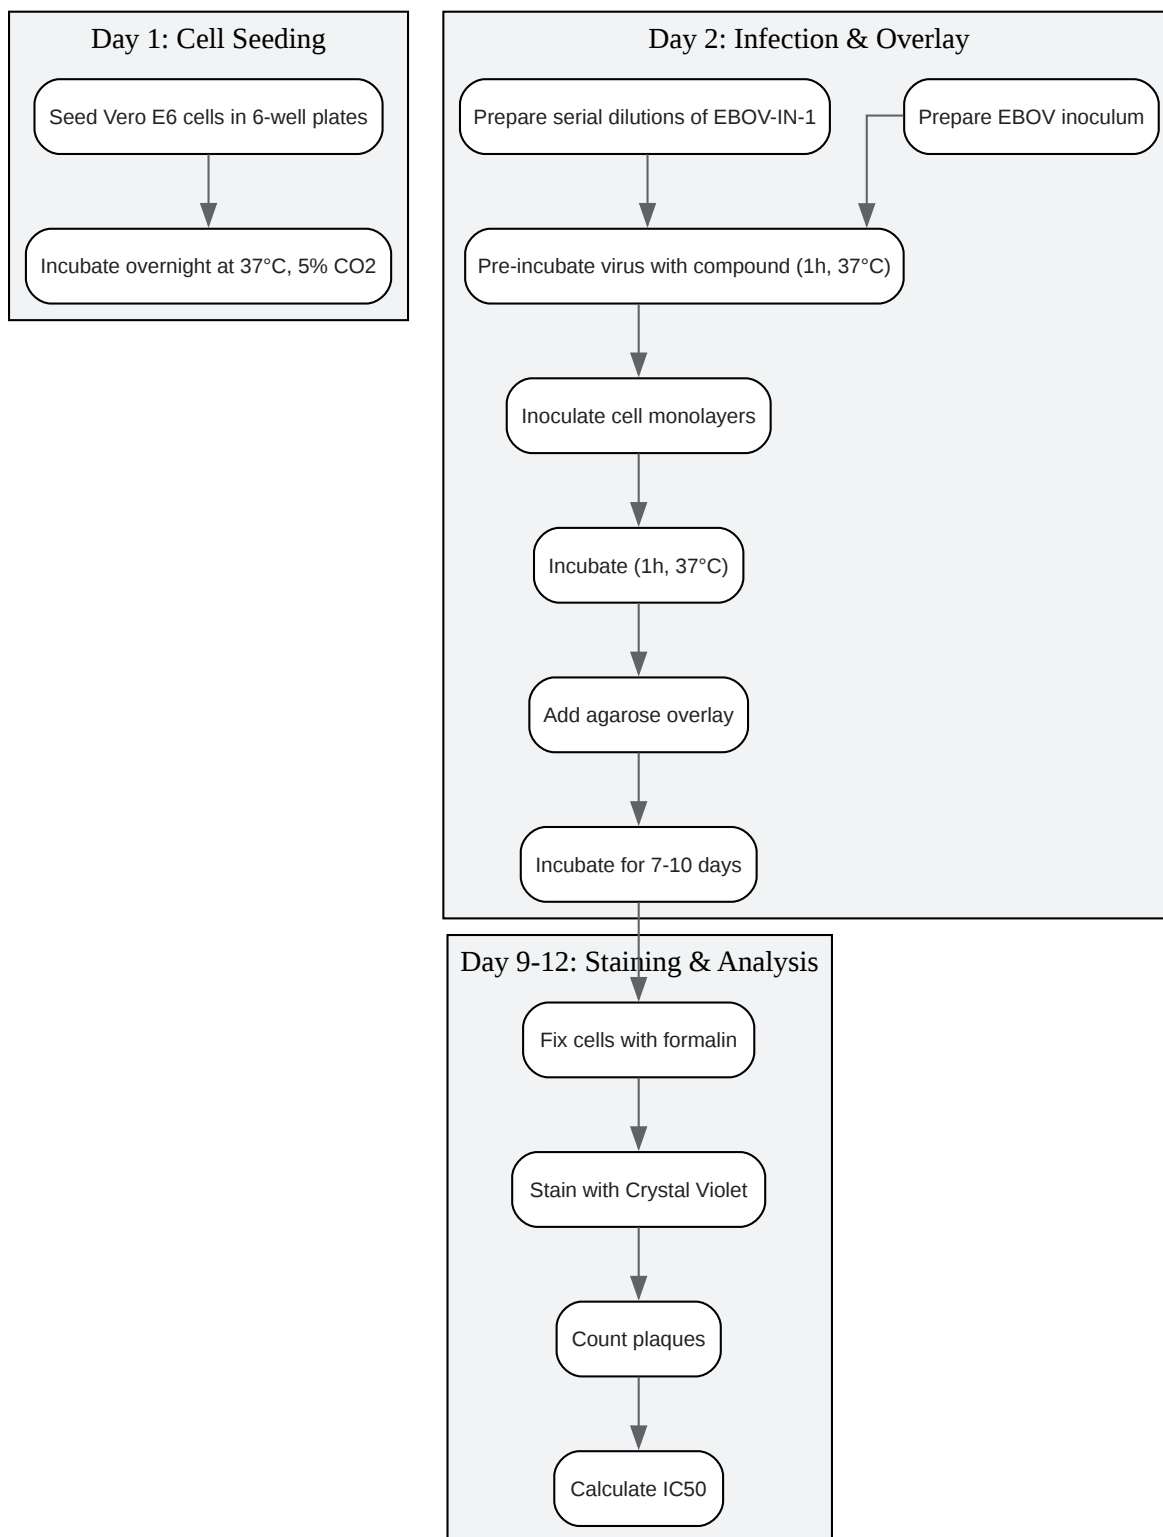 Day 1: Cell Seeding
Seed Vero E6 cells in 6-well plates
Incubate overnight at 37°C, 5% CO2
Day 2: Infection & Overlay
Prepare serial dilutions of EBOV-IN-1
Prepare EBOV inoculum
Pre-incubate virus with compound (1h, 37°C)
Inoculate cell monolayers
Incubate (1h, 37°C)
Add agarose overlay
Incubate for 7-10 days
Day 9-12: Staining & Analysis
Fix cells with formalin
Stain with Crystal Violet
Count plaques
Calculate IC50